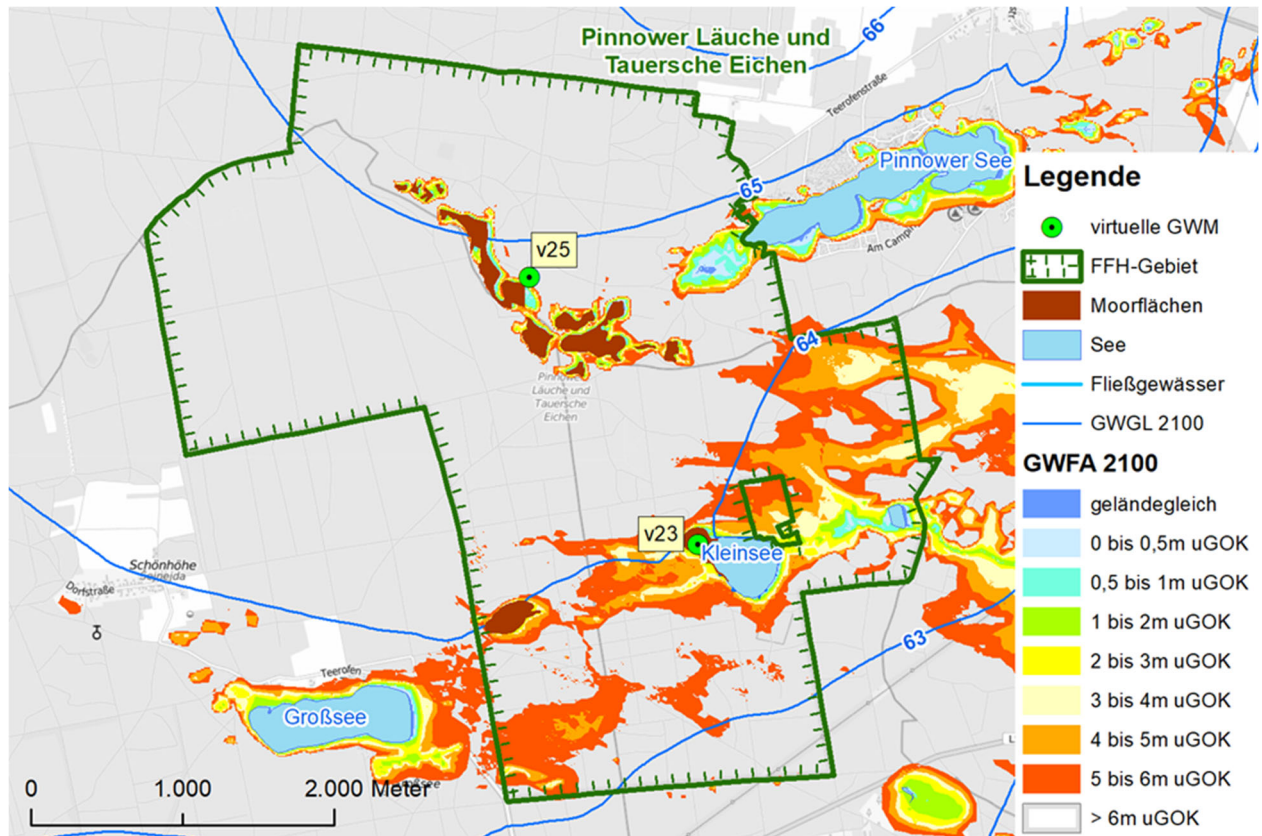 Pinnower Läuche und
Tauersche Eichen
66
Teerofenstraße
Pinnower See
65
Am Camping
v25
64
Pinnower
Läuche und
Tauersche
Eichen
v23
Kleinsee
Schönhöhe
Dorfstraße
63
Teerofen
Großsee
0
1.000
2.000 Meter
Legende
virtuelle GWM
FFH-Gebiet
Moorflächen
See
Fließgewässer
GWGL 2100
GWFA 2100
geländegleich
0 bis 0,5m uGOK
0,5 bis 1m uGOK
1 bis 2m uGOK
2 bis 3m uGOK
3 bis 4m uGOK
4 bis 5m uGOK
5 bis 6m uGOK
> 6m uGOK